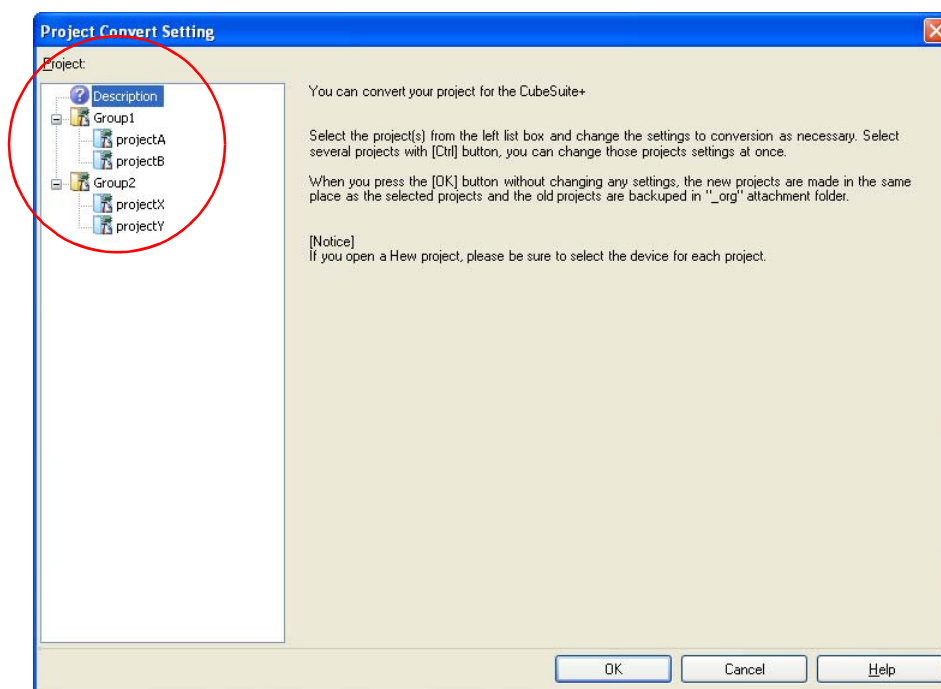 Project Convert Setting
Project:
Description
Group1
projectA
projectB
Group2
projectX
projectY
You can convert your project for the CubeSuite+
Select the project(s) from the left list box and change the settings to conversion as necessary. Select
several projects with [Ctrl] button, you can change those projects settings at once.
When you press the [OK] button without changing any settings, the new projects are made in the same
place as the selected projects and the old projects are backuped in "_org" attachment folder.
[Notice]
If you open a Hew project, please be sure to select the device for each project.
OK
Cancel
Help